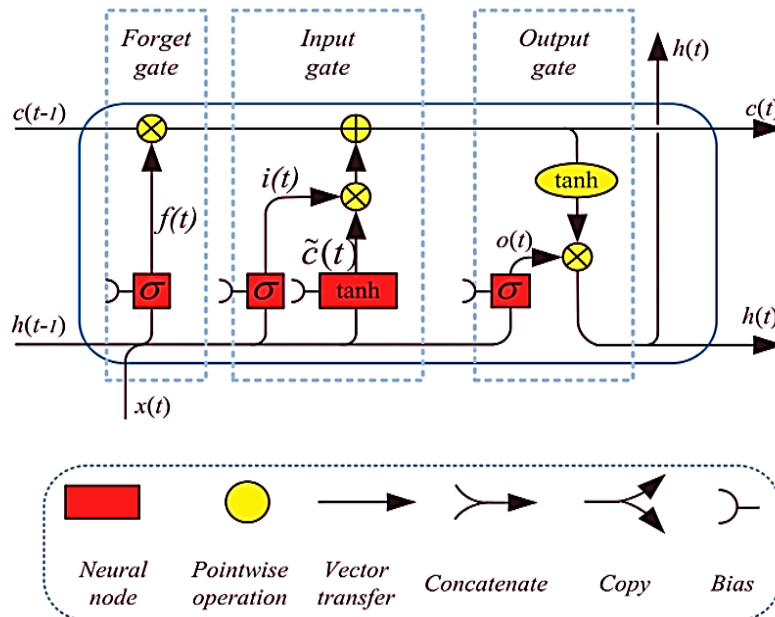 Forget
gate
Input
gate
Output
gate
h(t)
c(t-1)
c(t)
i(t)
tanh
f(t)
c̃(t)
o(t)
σ
σ
tanh
σ
h(t-1)
h(t)
x(t)
Neural
node
Pointwise
operation
Vector
transfer
Concatenate
Copy
Bias